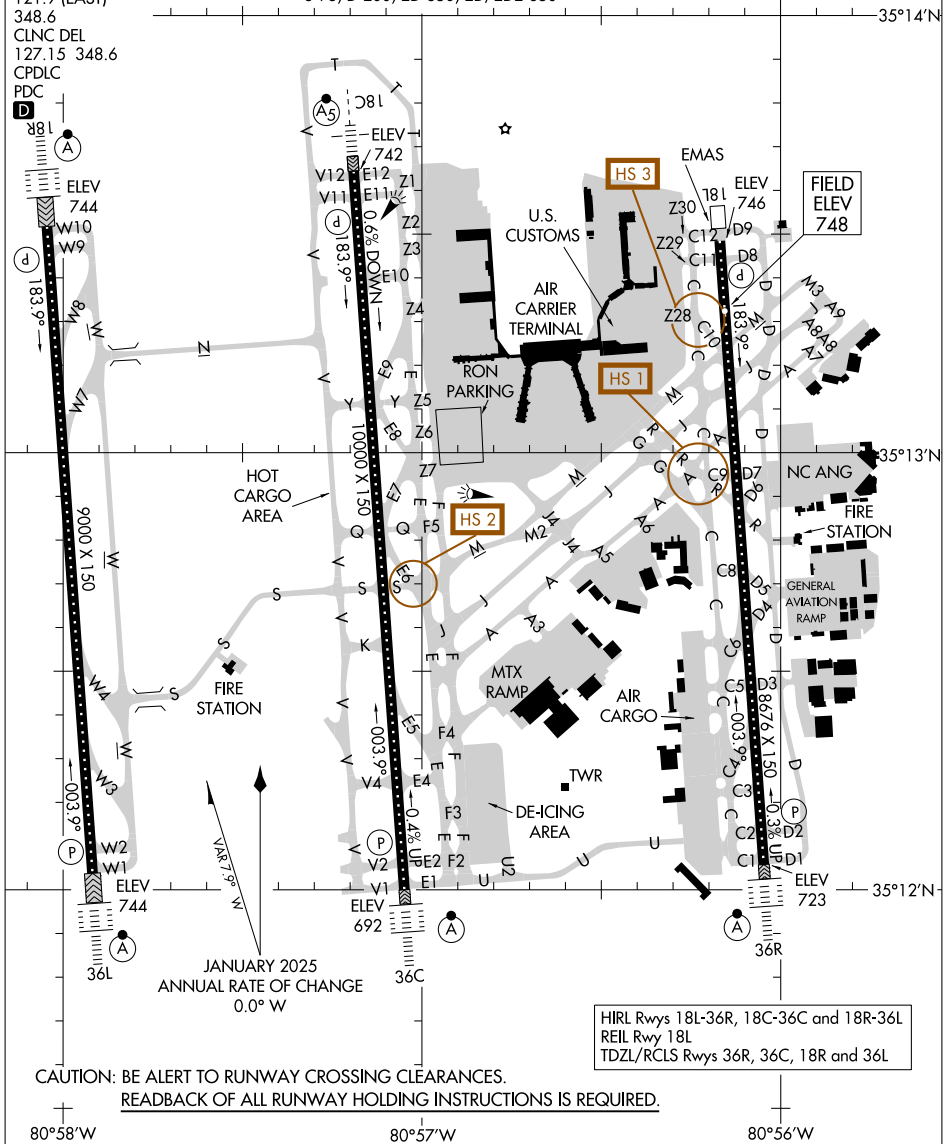 121.9 (EAST)
348.6
CLNC DEL
127.15 348.6
CPDLC
PDC
D
35°14'N
18R
A
ELEV
744
W10
W9
P
183.9°
W8
W
W7
9000 X 150
W
W4
W
W3
003.9°
P
W2
W1
ELEV
744
A
36L
T
T
T
18C
A5
ELEV
742
V
V12
E12
Z1
V11
E11
P
183.9°
0.6% DOWN
Z2
Z3
E10
Z4
V
N
E9
E
V
Y
Y
Z5
Z6
E8
10000 X 150
Z7
HOT
CARGO
AREA
E7
E
F
F5
Q
Q
HS 2
E6
S
S
S
S
S
FIRE
STATION
K
J
E
F
V
E5
F4
003.9°
V
V4
E
E4
F
F3
0.4% UP
P
V
V2
E
F
E2
F2
V1
E1
U
U2
U
U
ELEV
692
A
36C
VAR 7.9° W
JANUARY 2025
ANNUAL RATE OF CHANGE
0.0° W
U.S.
CUSTOMS
AIR
CARRIER
TERMINAL
RON
PARKING
HS 3
EMAS
18L
ELEV
746
FIELD
ELEV
748
Z30
Z29
C12
D9
C11
D8
P
C
D
Z28
C10
183.9°
M
J
D
D
M3
J
A9
A8
A8
A7
A
C
HS 1
M
J
R
G
G
R
A
C
A
R
C9
D7
D6
R
D
35°13'N
NC ANG
FIRE
STATION
M
J
M
M2
J4
J4
A
A5
A6
J
A
J
A
A3
C
C8
D5
D4
GENERAL
AVIATION
RAMP
C
C6
D
MTX
RAMP
AIR
CARGO
C5
D3
C
8676 X 150
003.9°
C4
D
C3
C
TWR
DE-ICING
AREA
0.3% UP
P
C2
D2
C1
D1
ELEV
723
35°12'N
A
36R
HIRL Rwys 18L-36R, 18C-36C and 18R-36L
REIL Rwy 18L
TDZL/RCLS Rwys 36R, 36C, 18R and 36L
CAUTION: BE ALERT TO RUNWAY CROSSING CLEARANCES.
READBACK OF ALL RUNWAY HOLDING INSTRUCTIONS IS REQUIRED.
80°58'W
80°57'W
80°56'W